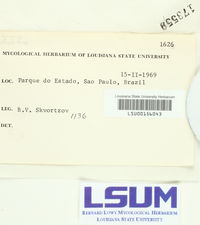 173558
1626
MYCOLOGICAL HERBARIUM OF LOUISIANA STATE UNIVERSITY
15-II-1969
LOC. Parque do Estado, Sao Paulo, Brazil
Louisiana State University Herbarium
LSU00166043
LEG. B.V. Skvortzov
1136
DET.
LSUM
BERNARD LOWY MYCOLOGICAL HERBARIUM
LOUISIANA STATE UNIVERSITY